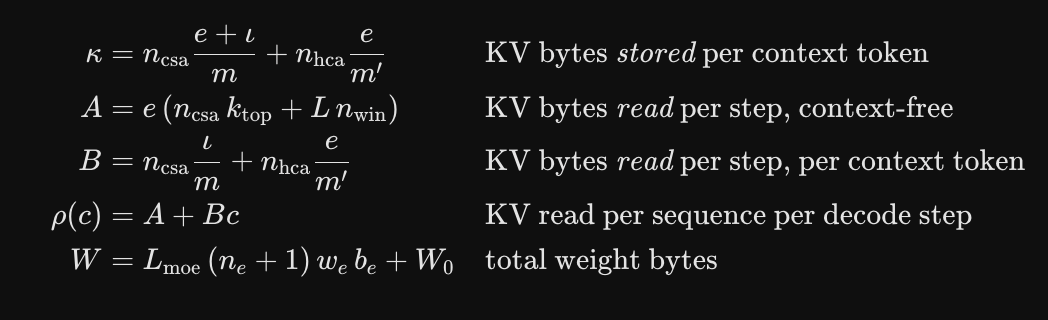 κ = n_csa (e + ι)/m + n_hca e/m′ KV bytes stored per context token
A = e (n_csa k_top + L n_win) KV bytes read per step, context-free
B = n_csa ι/m + n_hca e/m′ KV bytes read per step, per context token
ρ(c) = A + Bc KV read per sequence per decode step
W = L_moe (n_e + 1) w_e b_e + W_0 total weight bytes